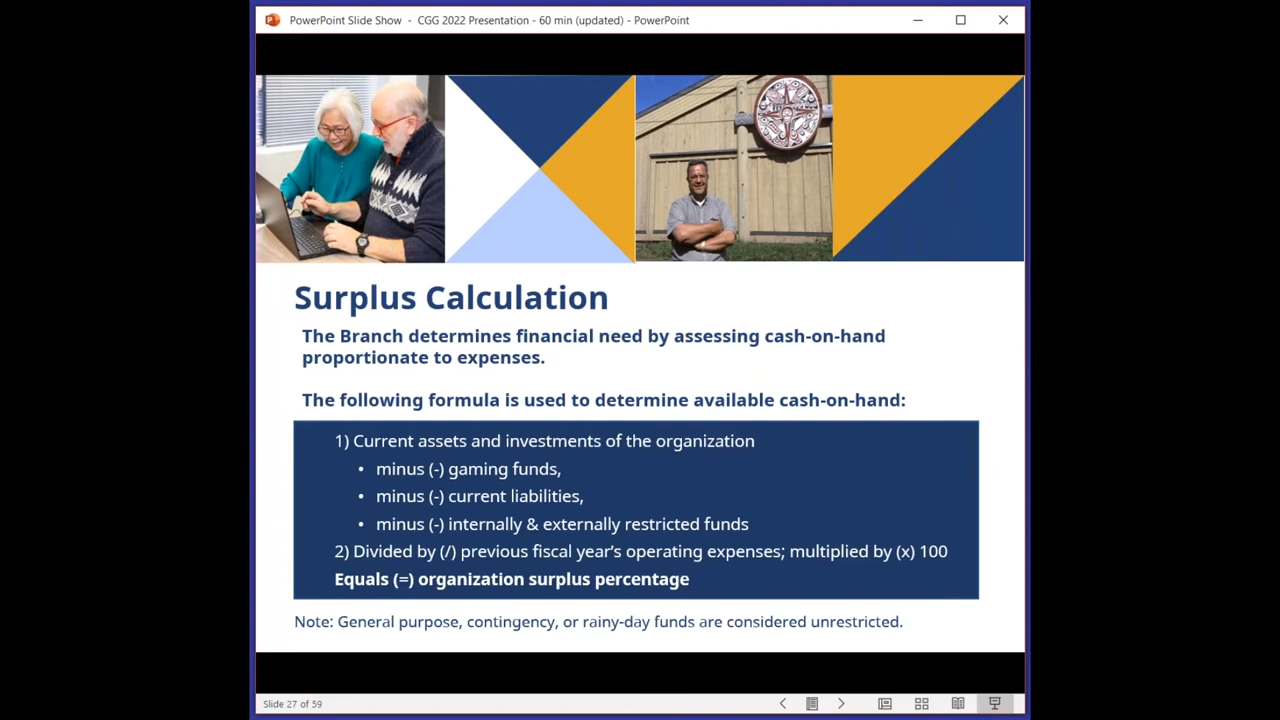 PowerPoint Slide Show - CGG 2022 Presentation - 60 min (updated) - PowerPoint
Surplus Calculation
The Branch determines financial need by assessing cash-on-hand
proportionate to expenses.
The following formula is used to determine available cash-on-hand:
1) Current assets and investments of the organization
• minus (-) gaming funds,
• minus (-) current liabilities,
• minus (-) internally & externally restricted funds
2) Divided by (/) previous fiscal year's operating expenses; multiplied by (x) 100
Equals (=) organization surplus percentage
Note: General purpose, contingency, or rainy-day funds are considered unrestricted.
Slide 27 of 59